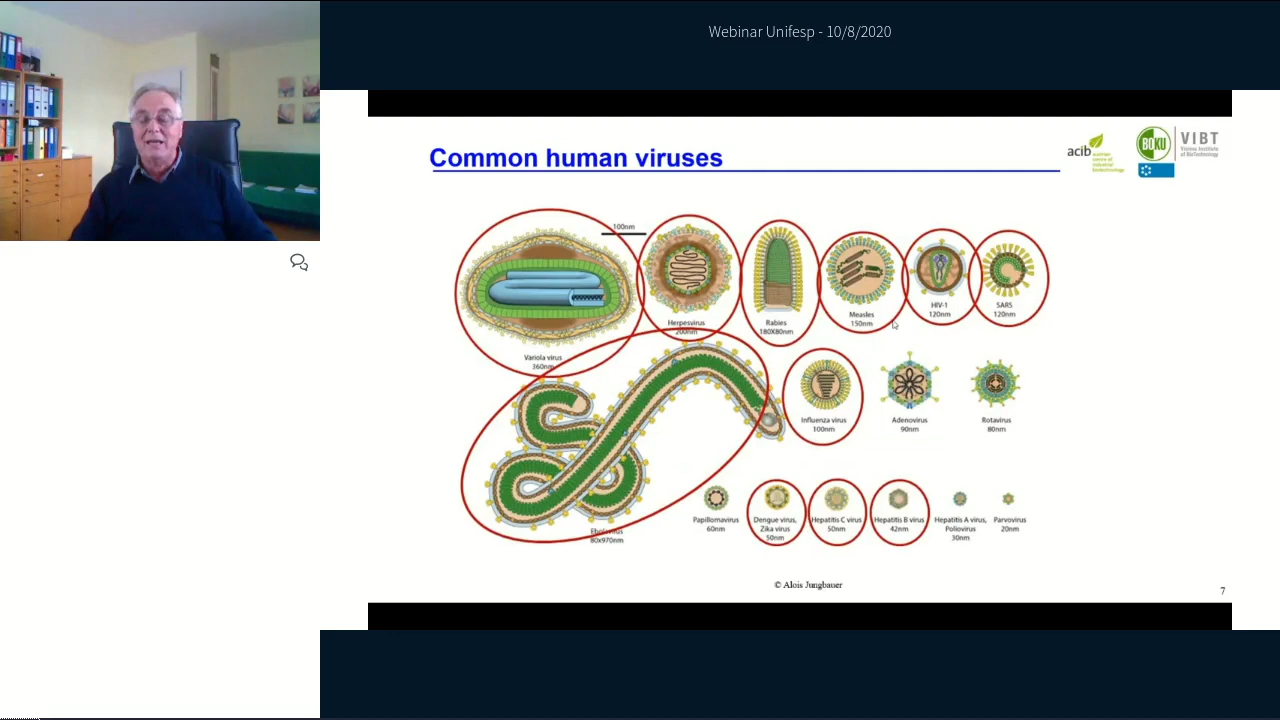 Webinar Unifesp - 10/8/2020
Common human viruses
acib
austrian
centre of
industrial
biotechnology
BOKU
VIBT
Vienna Institute
of BioTechnology
100nm
Variola virus
360nm
Herpesvirus
200nm
Rabies
180X80nm
Measles
150nm
HIV-1
120nm
SARS
120nm
Influenza virus
100nm
Adenovirus
90nm
Rotavirus
80nm
Ebolavirus
80x970nm
Papillomavirus
60nm
Dengue virus,
Zika virus
50nm
Hepatitis C virus
50nm
Hepatitis B virus
42nm
Hepatitis A virus,
Poliovirus
30nm
Parvovirus
20nm
© Alois Jungbauer
7